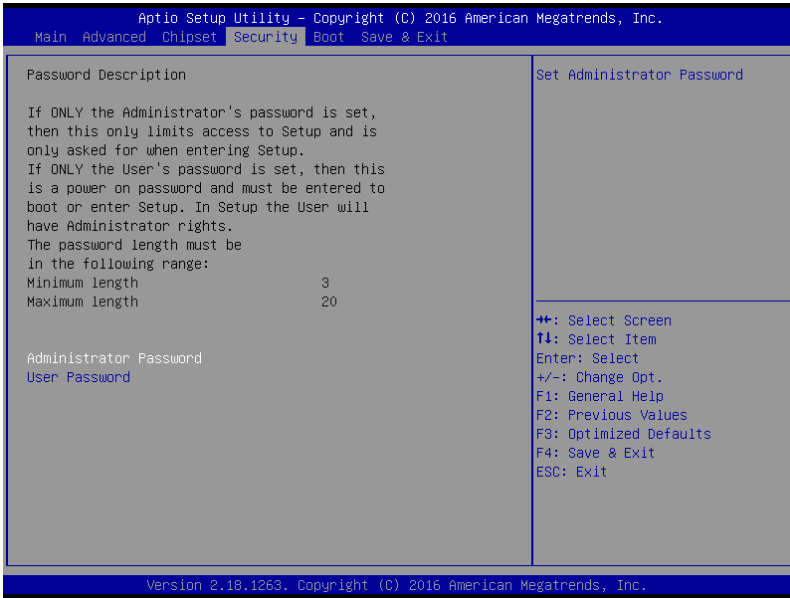 Aptio Setup Utility – Copyright (C) 2016 American Megatrends, Inc.
Main Advanced Chipset Security Boot Save & Exit
Password Description
If ONLY the Administrator's password is set,
then this only limits access to Setup and is
only asked for when entering Setup.
If ONLY the User's password is set, then this
is a power on password and must be entered to
boot or enter Setup. In Setup the User will
have Administrator rights.
The password length must be
in the following range:
Minimum length 3
Maximum length 20
Administrator Password
User Password
Set Administrator Password
→←: Select Screen
↑↓: Select Item
Enter: Select
+/-: Change Opt.
F1: General Help
F2: Previous Values
F3: Optimized Defaults
F4: Save & Exit
ESC: Exit
Version 2.18.1263. Copyright (C) 2016 American Megatrends, Inc.